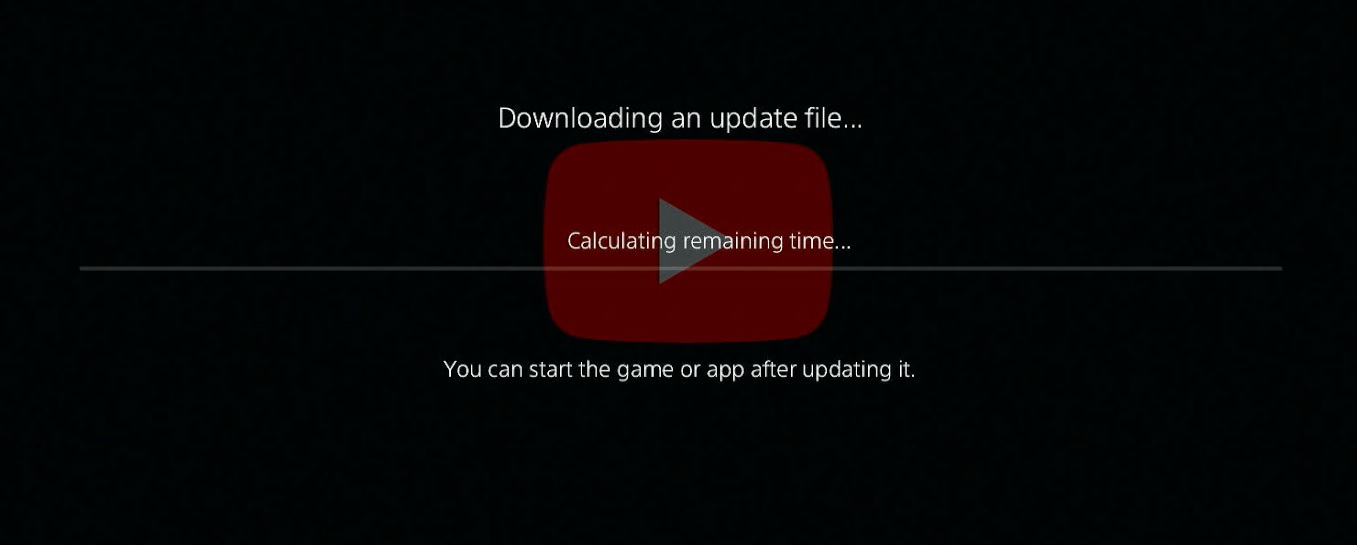 Downloading an update file...
Calculating remaining time...
You can start the game or app after updating it.